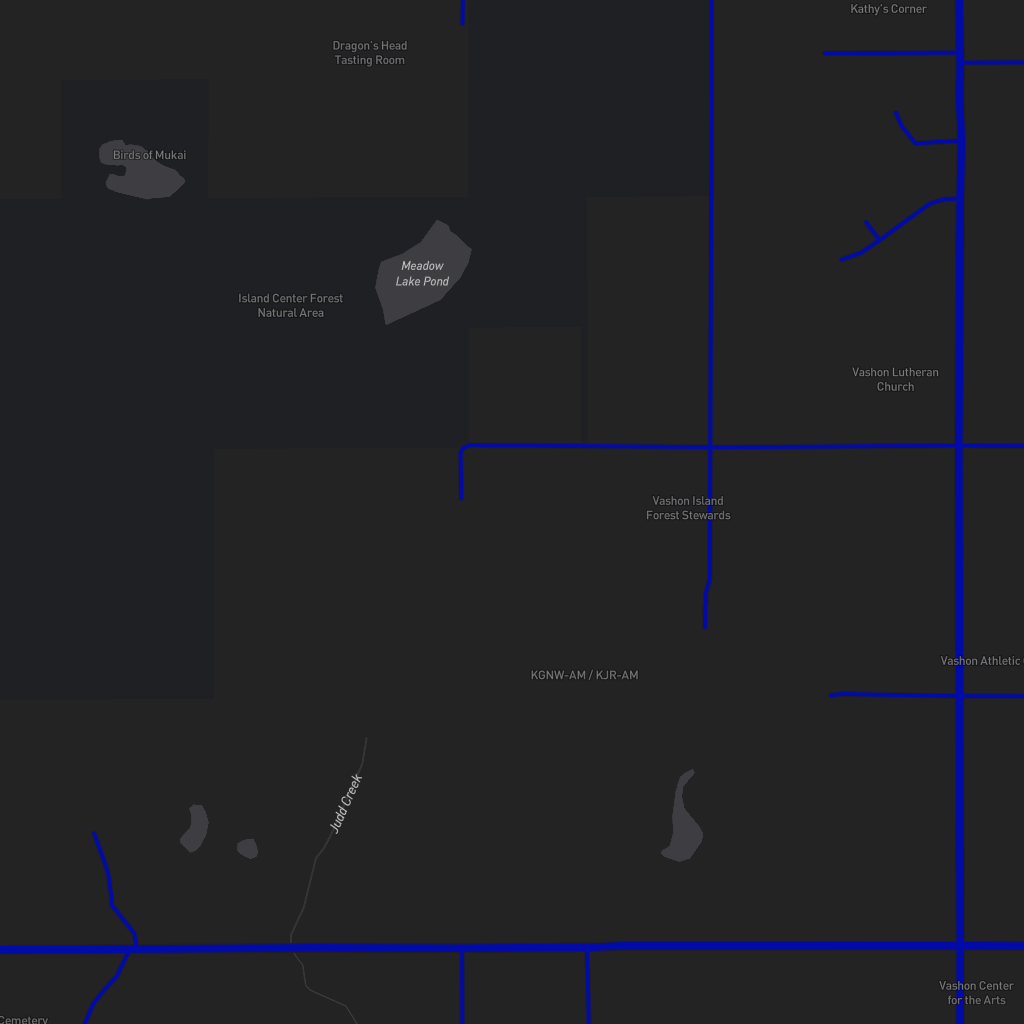 Kathy's Corner
Dragon's Head
Tasting Room
Birds of Mukai
Meadow
Lake Pond
Island Center Forest
Natural Area
Vashon Lutheran
Church
Vashon Island
Forest Stewards
Vashon Athletic
KGNW-AM / KJR-AM
Judd Creek
Vashon Center
for the Arts
Cemetery